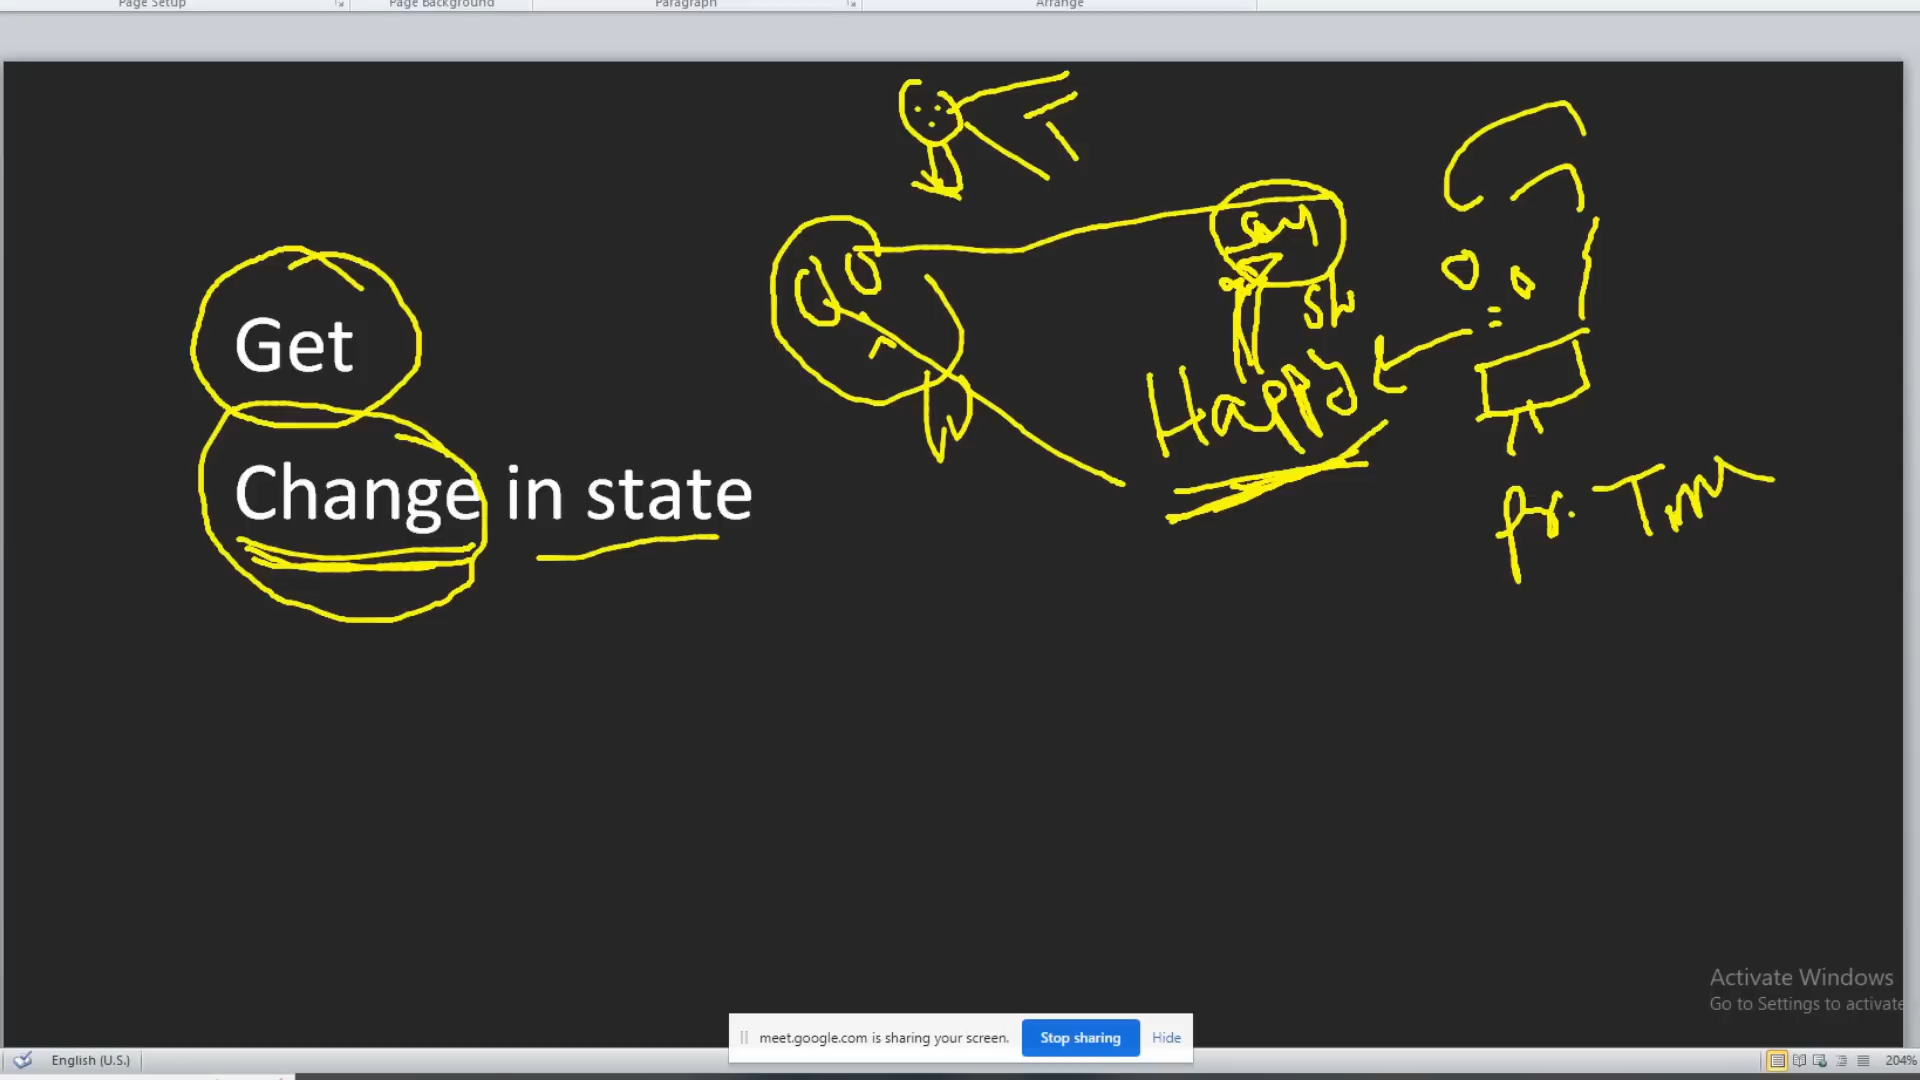 Page Setup Page Background Paragraph Arrange
Get
Change in state
Happy
Activate Windows
Go to Settings to activate
meet.google.com is sharing your screen. Stop sharing Hide
English (U.S.) 204%